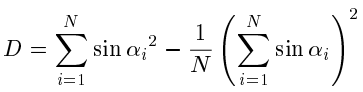 D = \sum_{i=1}^{N} \sin {\alpha_i}^2 - \frac{1}{N} \left( \sum_{i=1}^{N} \sin \alpha_i \right)^2